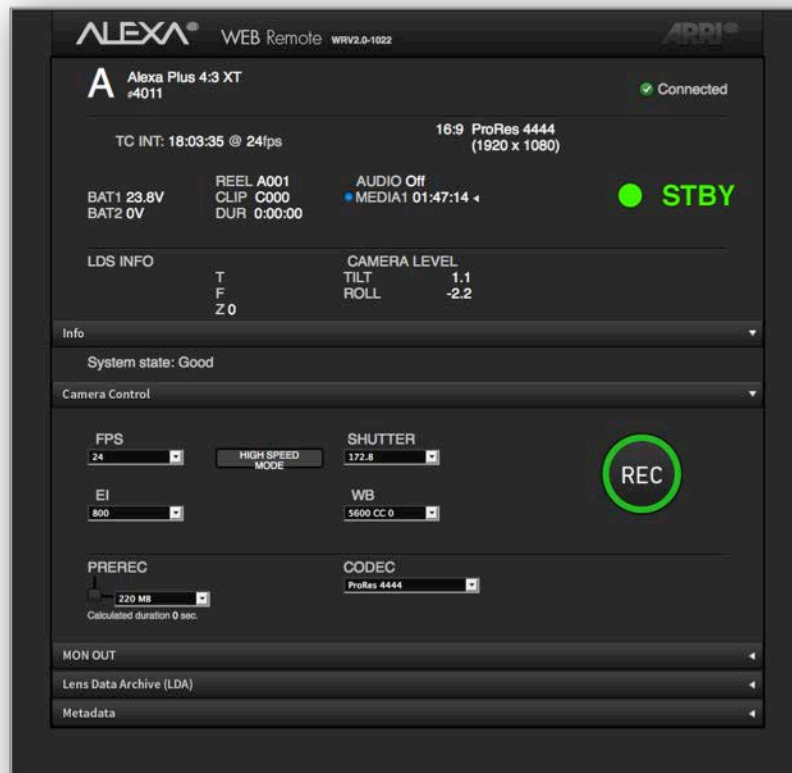 ALEXA WEB Remote WRV2.0-1022 ARRI
A Alexa Plus 4:3 XT
#4011
Connected
TC INT: 18:03:35 @ 24fps
16:9 ProRes 4444
(1920 x 1080)
BAT1 23.8V
BAT2 0V
REEL A001
CLIP C000
DUR 0:00:00
AUDIO Off
MEDIA1 01:47:14
STBY
LDS INFO
T
F
Z 0
CAMERA LEVEL
TILT 1.1
ROLL -2.2
Info
System state: Good
Camera Control
FPS
24
HIGH SPEED
MODE
SHUTTER
172.8
REC
EI
800
WB
5600 CC 0
PREREC
220 MB
Calculated duration 0 sec.
CODEC
ProRes 4444
MON OUT
Lens Data Archive (LDA)
Metadata